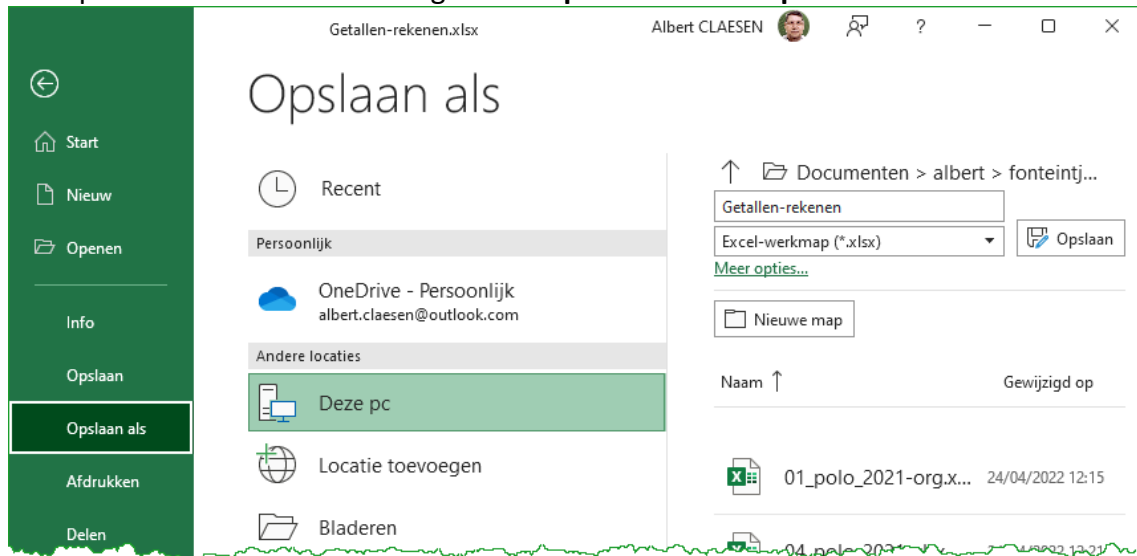 Getallen-rekenen.xlsx
Albert CLAESEN
?
Opslaan als
Start
Nieuw
Openen
Info
Opslaan
Opslaan als
Afdrukken
Delen
Recent
Persoonlijk
OneDrive - Persoonlijk
albert.claesen@outlook.com
Andere locaties
Deze pc
Locatie toevoegen
Bladeren
Documenten > albert > fonteintj...
Getallen-rekenen
Excel-werkmap (*.xlsx)
Opslaan
Meer opties...
Nieuwe map
Naam ↑
Gewijzigd op
01_polo_2021-org.x... 24/04/2022 12:15